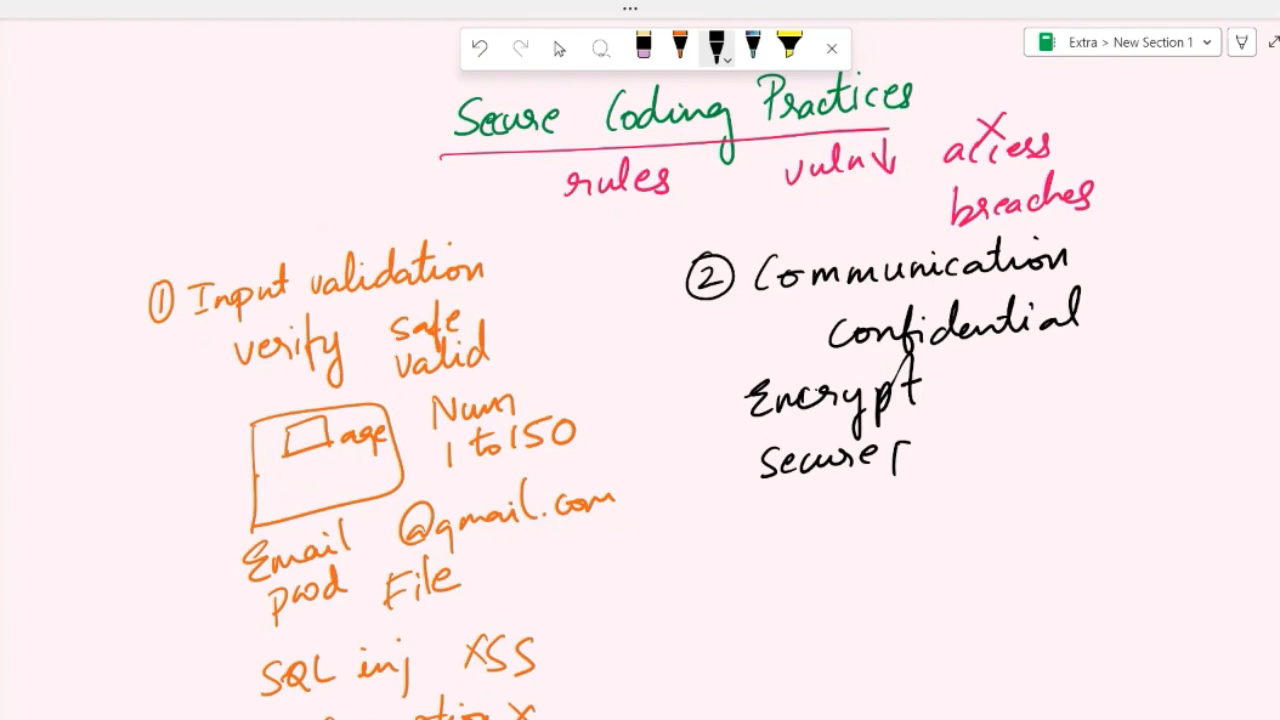 Extra > New Section 1
Secure Coding Practices
rules vuln↓ access
breaches
① Input validation
verify safe
valid
age Num
1 to 150
Email @gmail.com
pwd File
SQL inj XSS
② Communication
Confidential
Encrypt
Secure